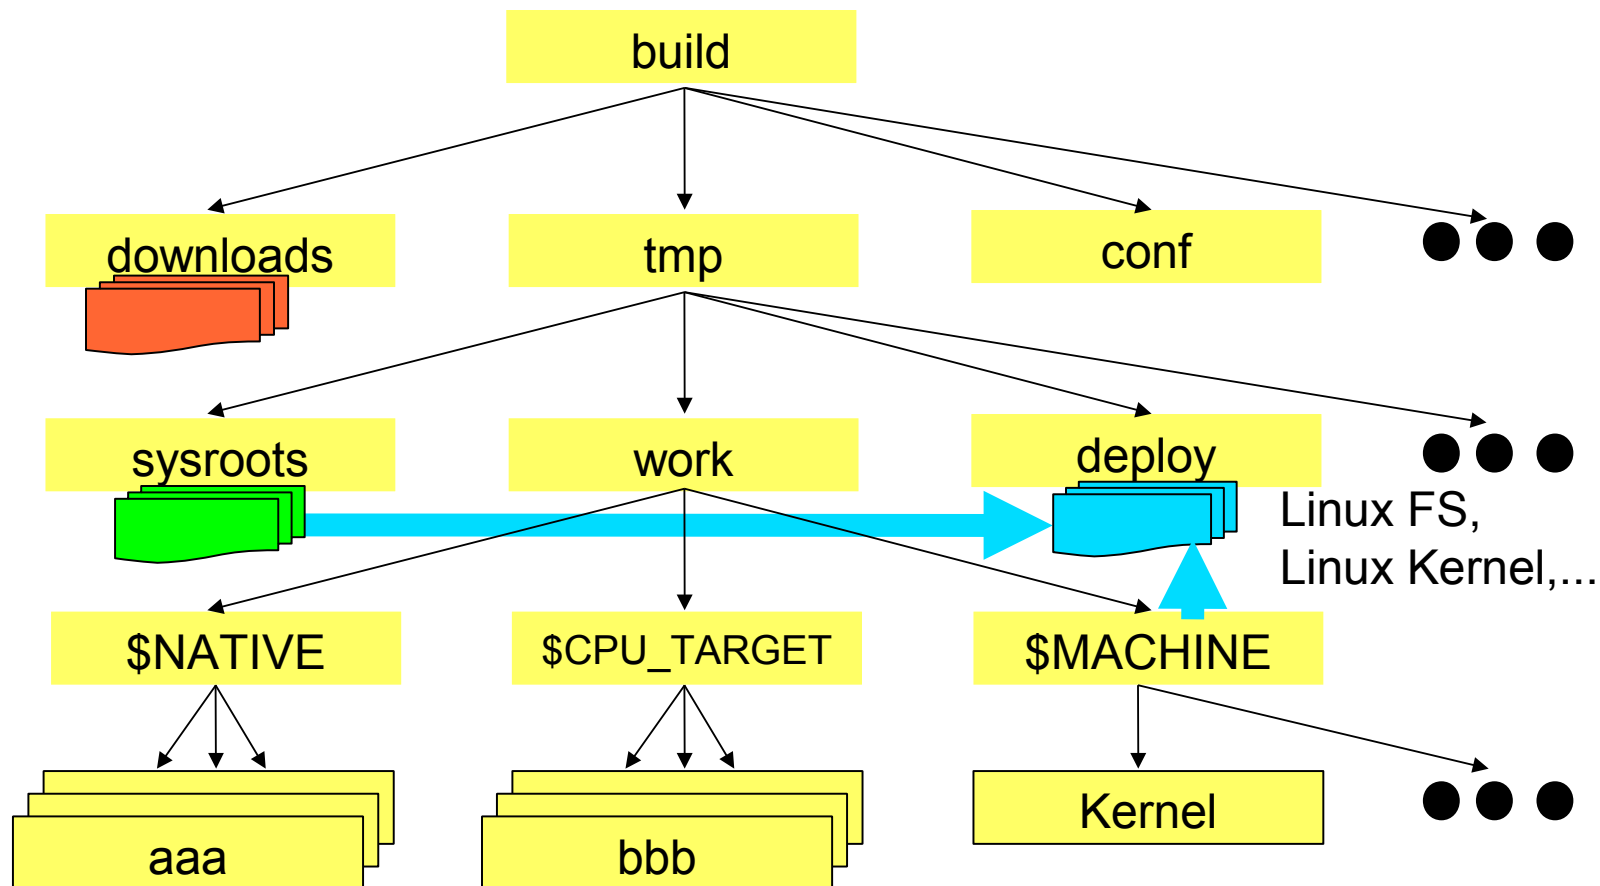 build
downloads
tmp
conf
sysroots
work
deploy
Linux FS,
Linux Kernel,...
$NATIVE
$CPU_TARGET
$MACHINE
Kernel
aaa
bbb